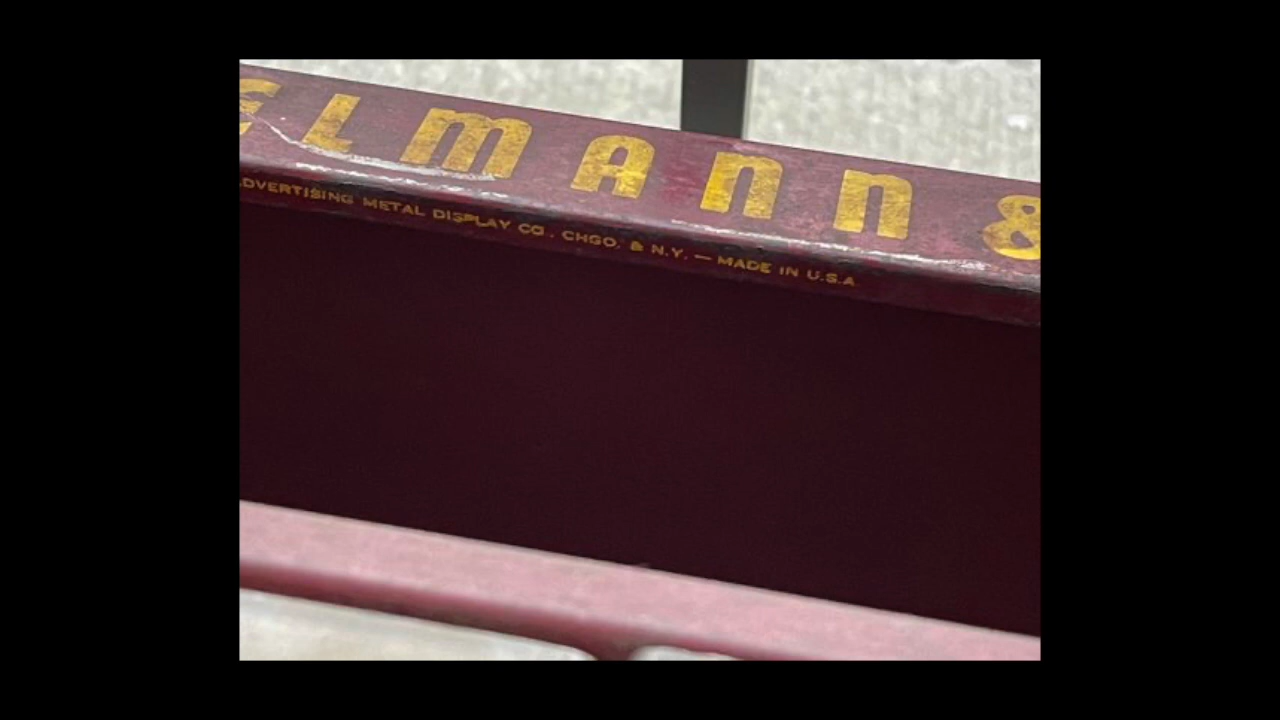 ELMANN &
ADVERTISING METAL DISPLAY CO. CHGO. & N.Y. — MADE IN U.S.A